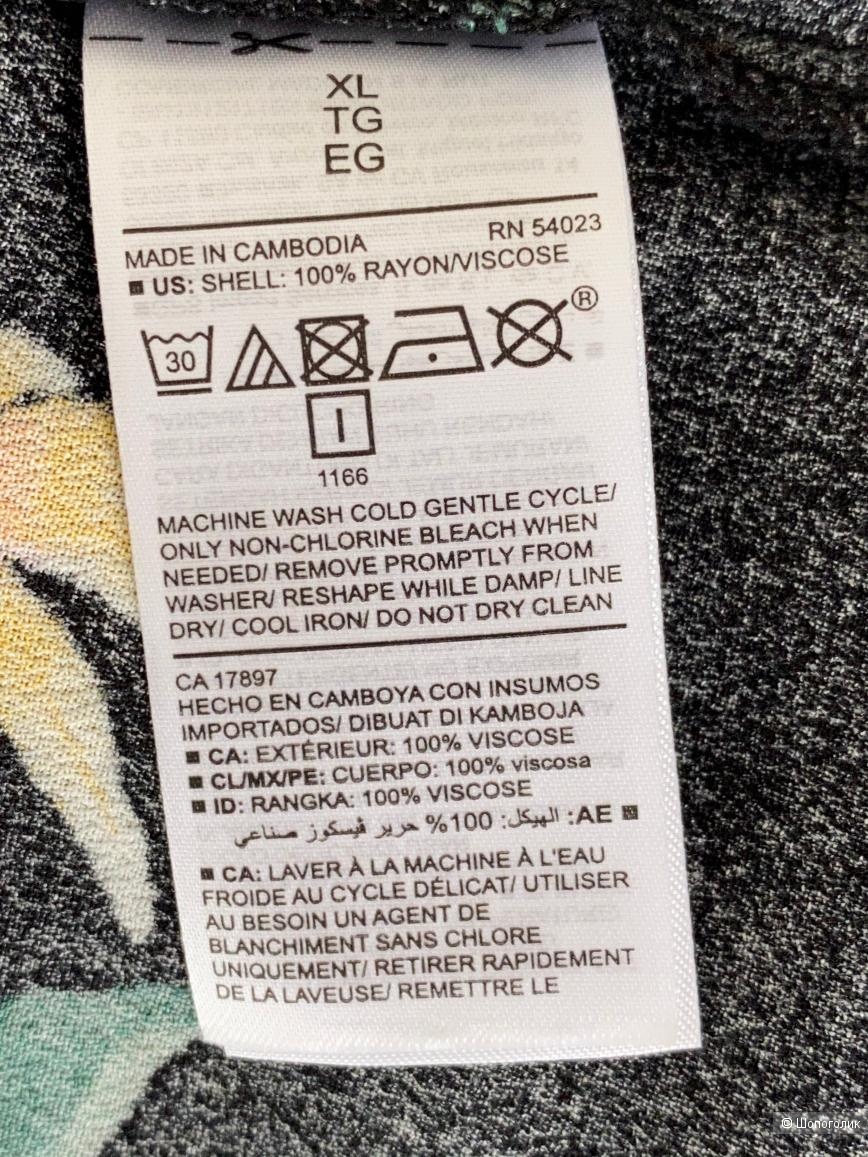 XL
TG
EG
RN 54023
MADE IN CAMBODIA
US: SHELL: 100% RAYON/VISCOSE
30
®
I
1166
MACHINE WASH COLD GENTLE CYCLE/
ONLY NON-CHLORINE BLEACH WHEN
NEEDED/ REMOVE PROMPTLY FROM
WASHER/ RESHAPE WHILE DAMP/ LINE
DRY/ COOL IRON/ DO NOT DRY CLEAN
CA 17897
HECHO EN CAMBOYA CON INSUMOS
IMPORTADOS/ DIBUAT DI KAMBOJA
CA: EXTÉRIEUR: 100% VISCOSE
CL/MX/PE: CUERPO: 100% viscosa
ID: RANGKA: 100% VISCOSE
AE: الهيكل: 100% حرير ڤيسكوز صناعي
CA: LAVER À LA MACHINE À L'EAU
FROIDE AU CYCLE DÉLICAT/ UTILISER
AU BESOIN UN AGENT DE
BLANCHIMENT SANS CHLORE
UNIQUEMENT/ RETIRER RAPIDEMENT
DE LA LAVEUSE/ REMETTRE LE
© Шопоголик